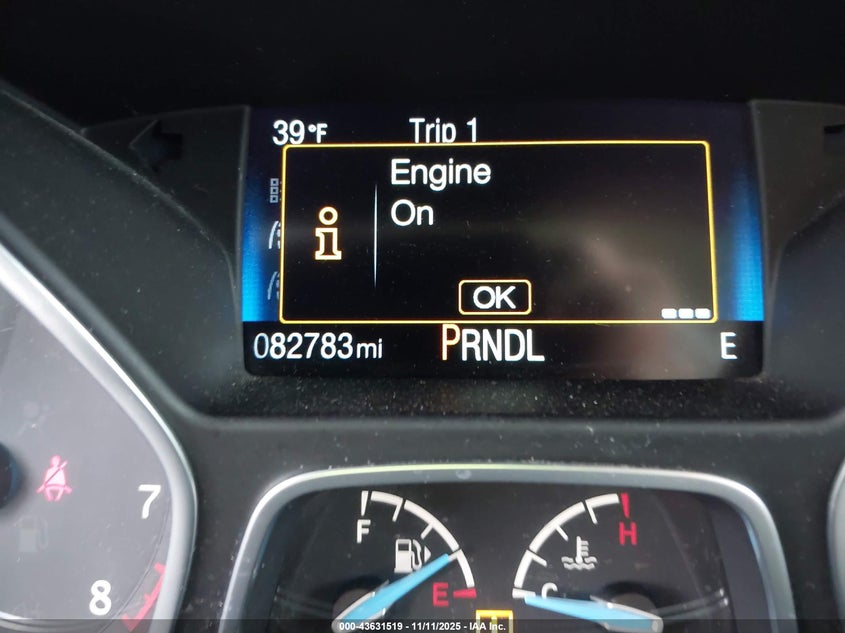 39°F Trip 1
Engine
On
OK
082783mi PRNDL E
7
8
F
E
H
C
000-43631519 - 11/11/2025 - IAA Inc.